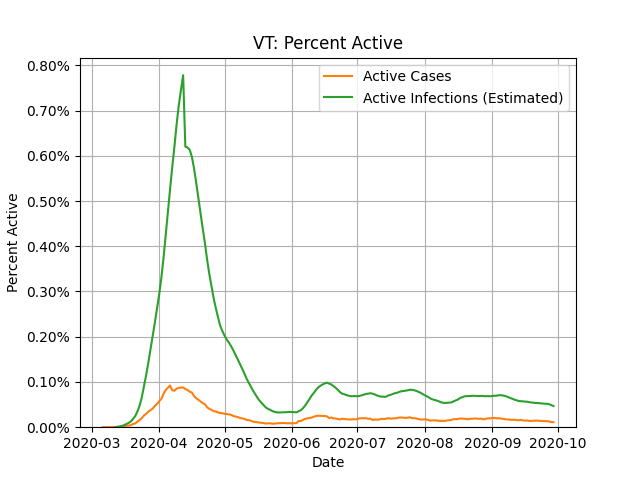 VT: Percent Active
Active Cases
Active Infections (Estimated)
Percent Active
0.80%
0.70%
0.60%
0.50%
0.40%
0.30%
0.20%
0.10%
0.00%
2020-03 2020-04 2020-05 2020-06 2020-07 2020-08 2020-09 2020-10
Date